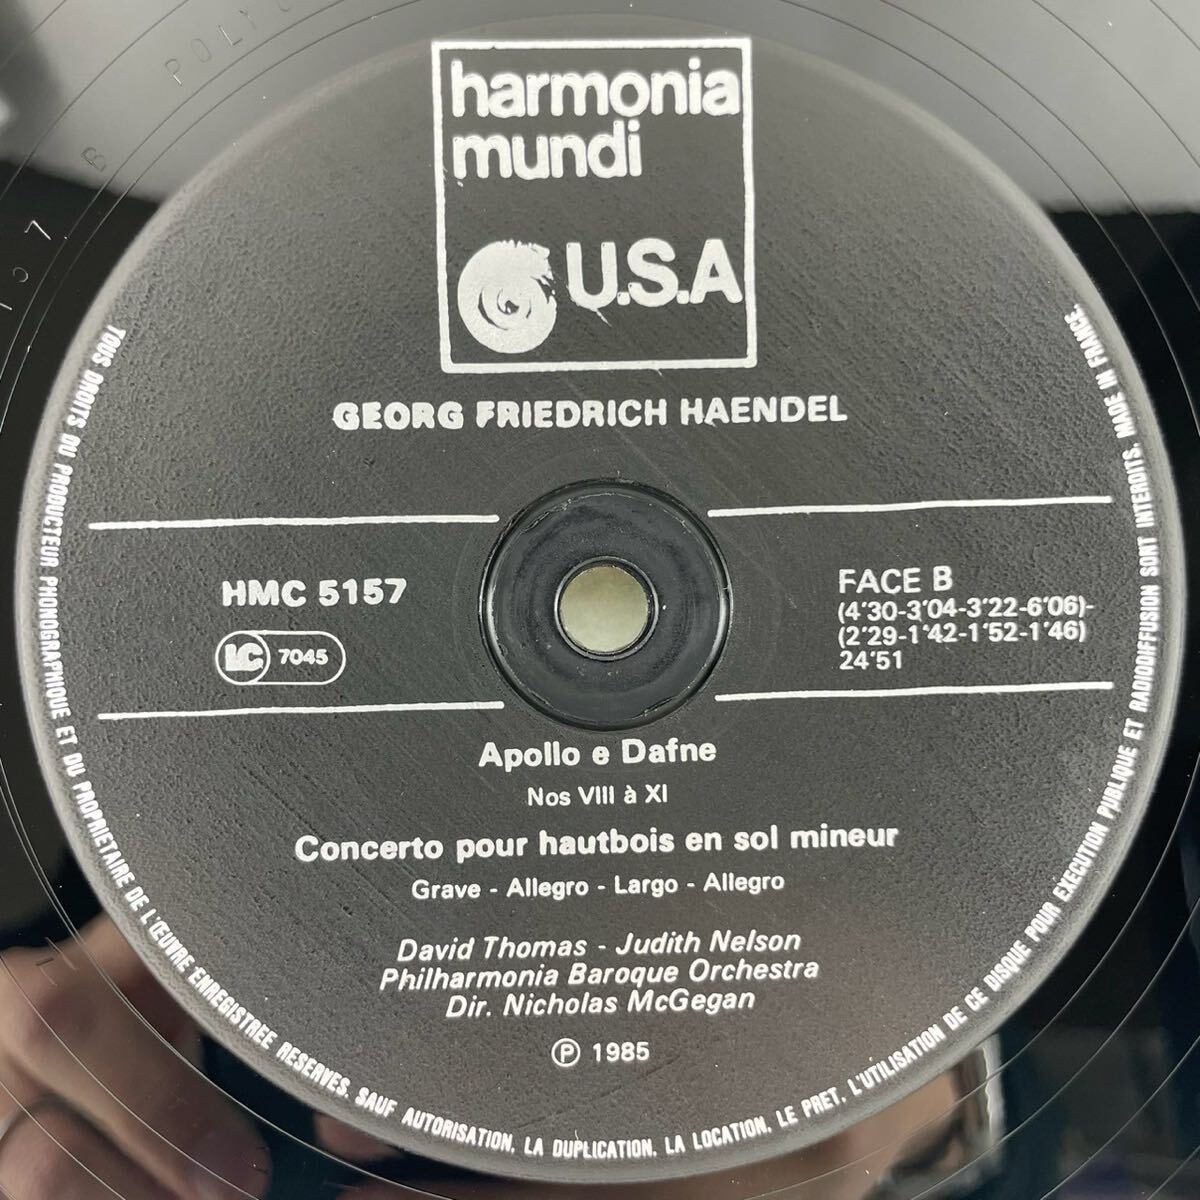 harmonia
mundi
U.S.A
GEORG FRIEDRICH HAENDEL
HMC 5157
LC 7045
FACE B
(4'30-3'04-3'22-6'06)-
(2'29-1'42-1'52-1'46)
24'51
Apollo e Dafne
Nos VIII à XI
Concerto pour hautbois en sol mineur
Grave - Allegro - Largo - Allegro
David Thomas - Judith Nelson
Philharmonia Baroque Orchestra
Dir. Nicholas McGegan
℗ 1985
TOUS DROITS DU PRODUCTEUR PHONOGRAPHIQUE ET DU PROPRIETAIRE DE L'ŒUVRE ENREGISTREE RESERVES. SAUF AUTORISATION, LA DUPLICATION, LA LOCATION, LE PRET, L'UTILISATION DE CE DISQUE POUR EXECUTION PUBLIQUE ET RADIODIFFUSION SORT INTERDITS. MADE IN FRANCE.